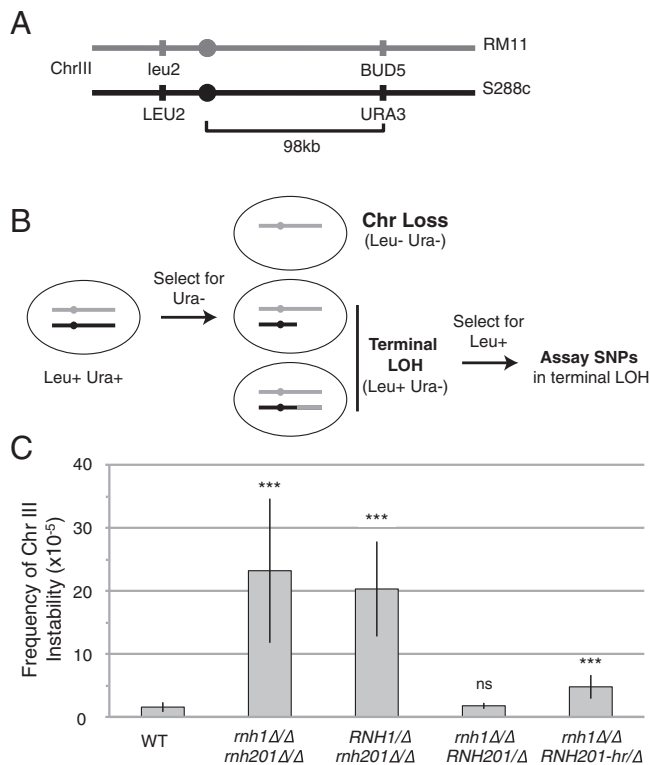 A
RM11
ChrIII leu2 BUD5
S288c
LEU2 URA3
98kb
B
Chr Loss
(Leu- Ura-)
Select for
Ura-
Leu+ Ura+
Terminal
LOH
(Leu+ Ura-)
Select for
Leu+
Assay SNPs
in terminal LOH
C
Frequency of Chr III
Instability (x10⁻⁵)
40
30
20
10
0
***
***
ns
***
WT
rnh1Δ/Δ
rnh201Δ/Δ
RNH1/Δ
rnh201Δ/Δ
rnh1Δ/Δ
RNH201/Δ
rnh1Δ/Δ
RNH201-hr/Δ